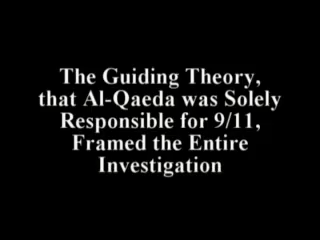 The Guiding Theory,
that Al-Qaeda was Solely
Responsible for 9/11,
Framed the Entire
Investigation